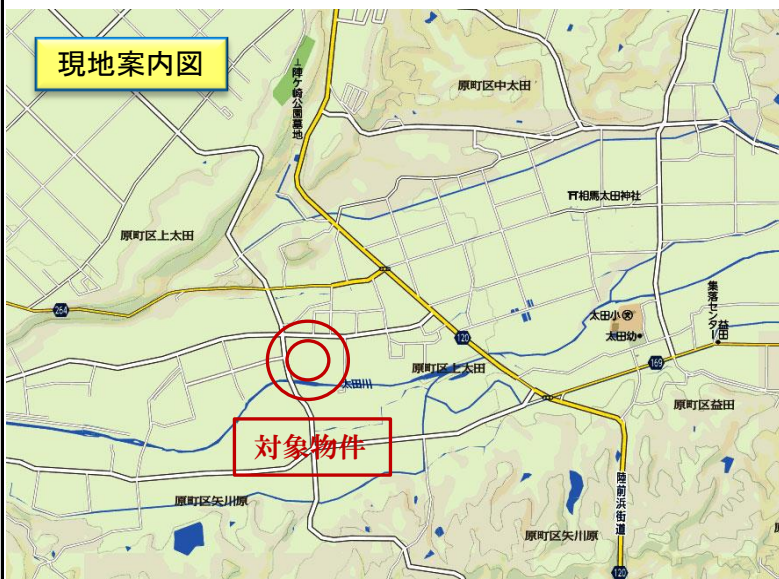 現地案内図
陣ケ崎公園墓地
原町区中太田
相馬太田神社
原町区上太田
264
集落センター
益田
太田小
太田幼
120
原町区上太田
169
太田川
原町区益田
対象物件
原町区矢川原
陸前浜街道
原町区矢川原
120